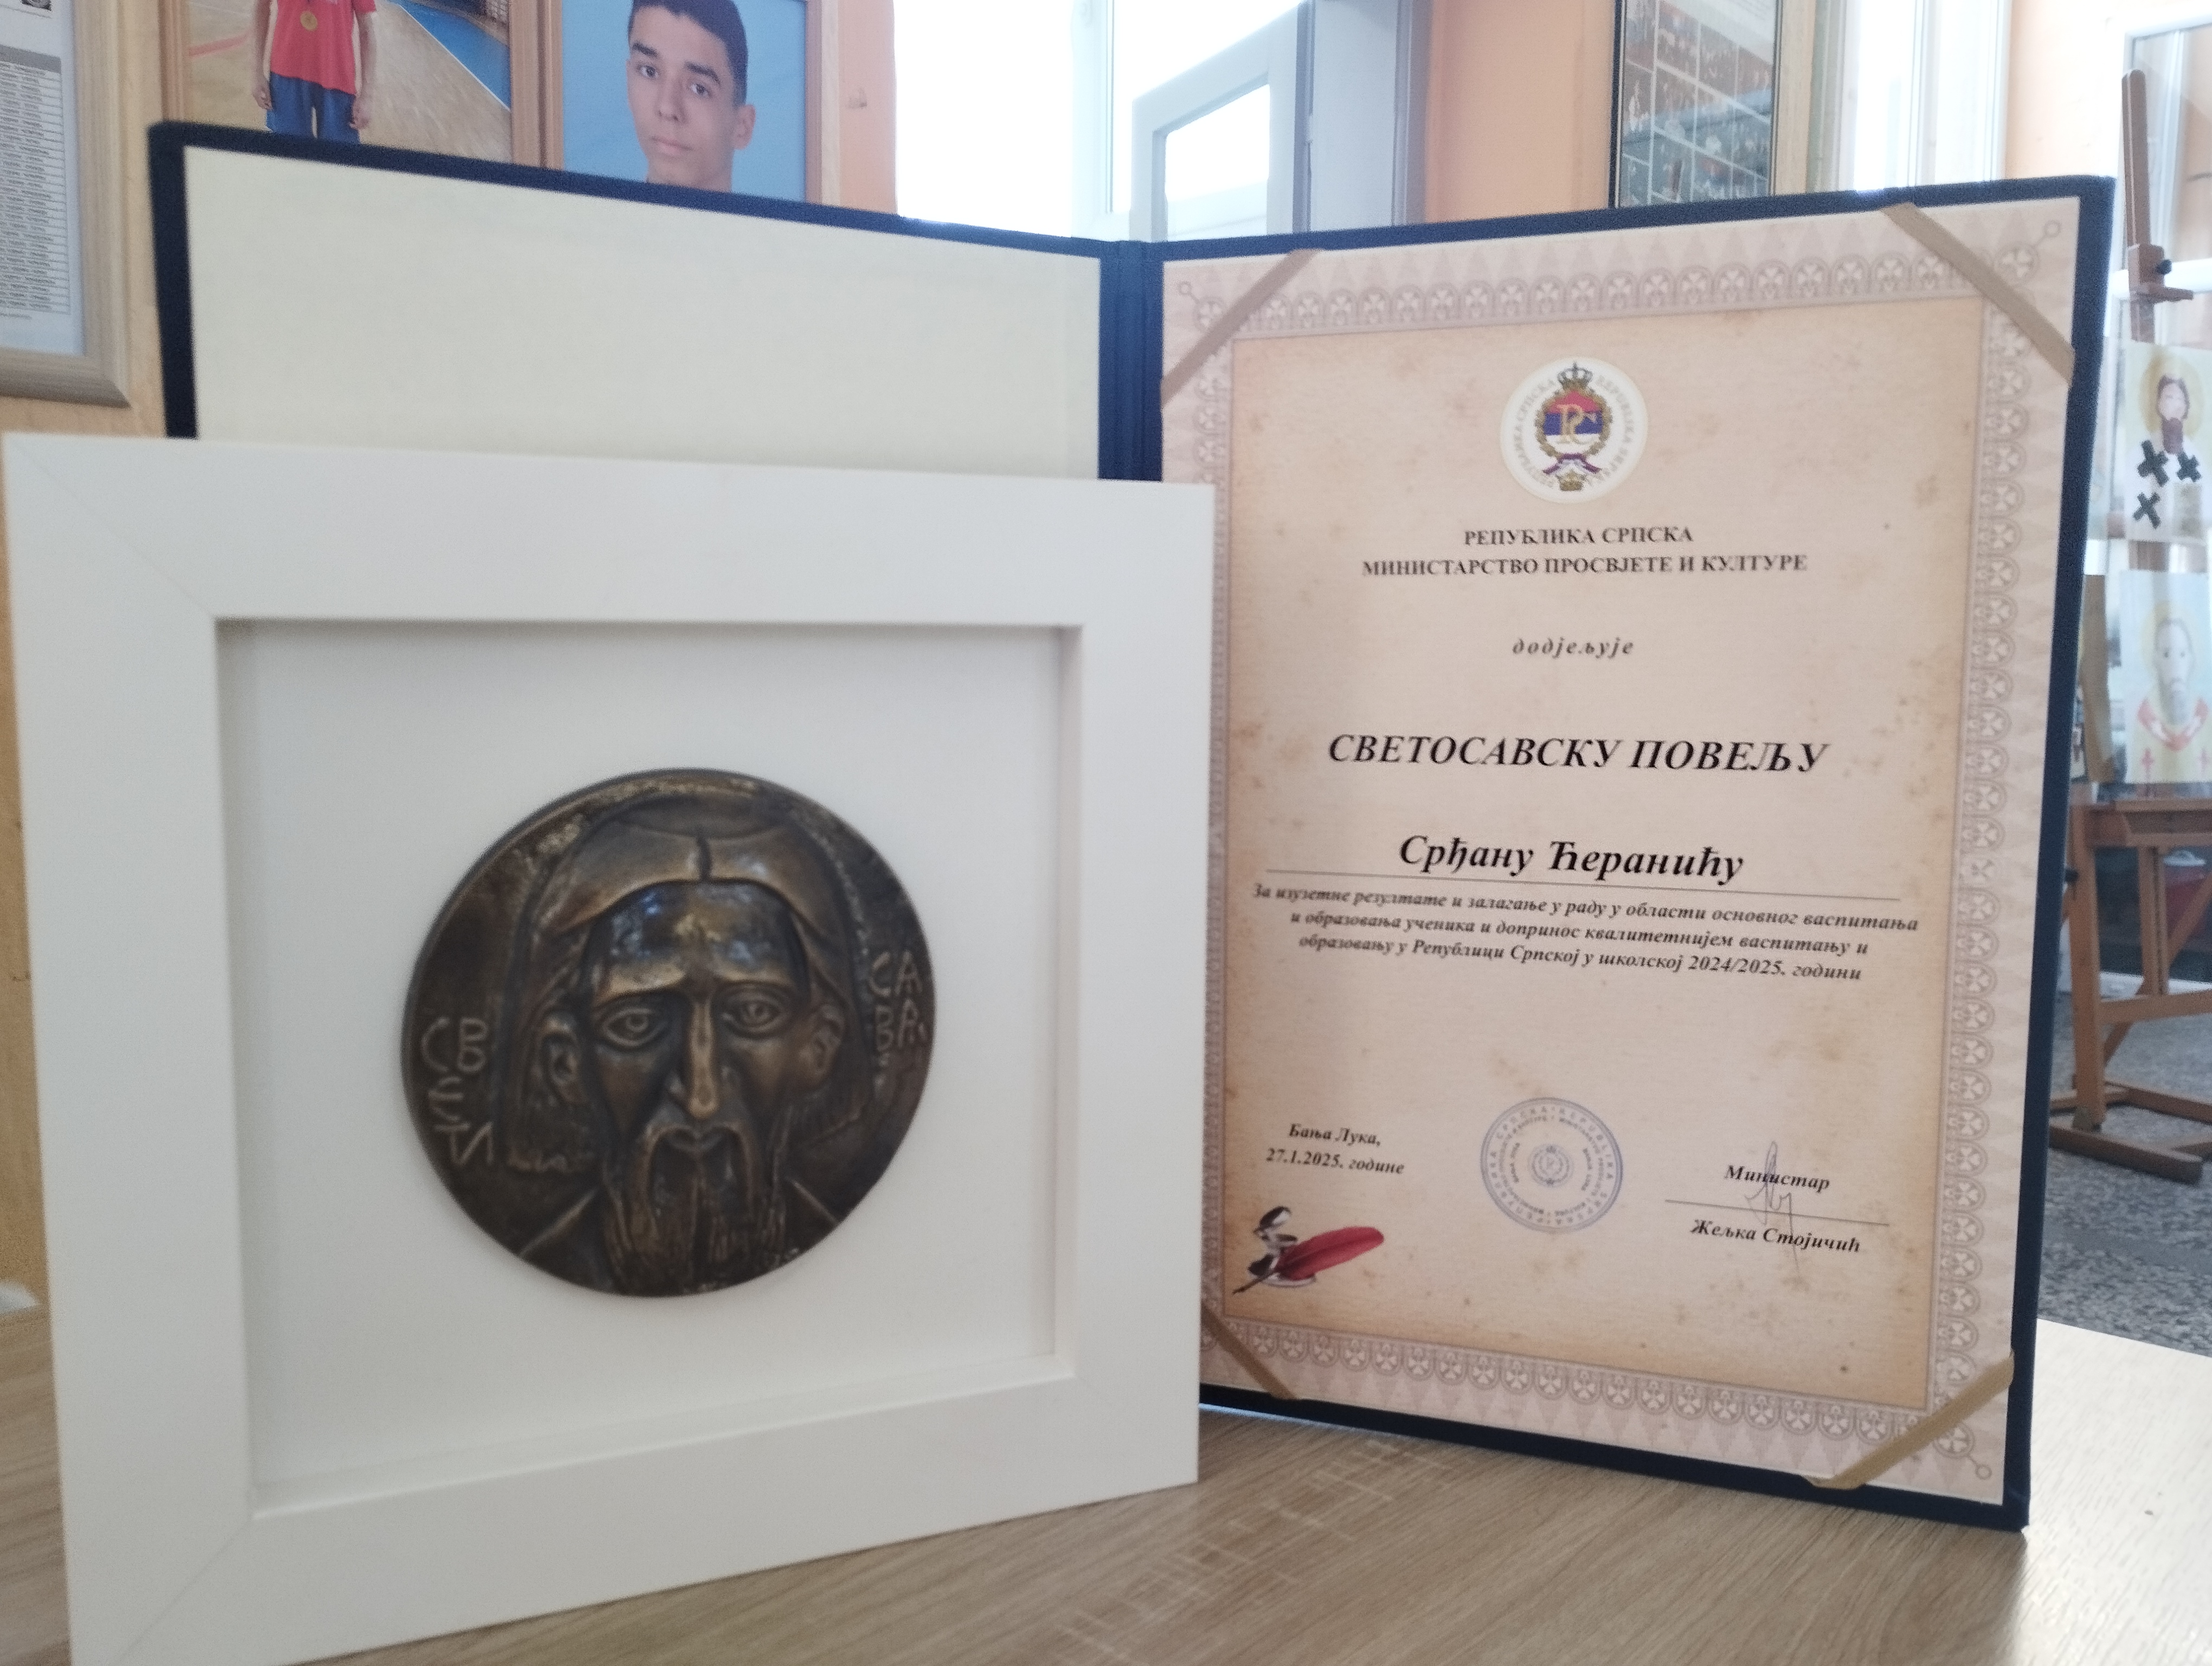 СВЕТИ
САВА
РЕПУБЛИКА СРПСКА
МИНИСТАРСТВО ПРОСВЈЕТЕ И КУЛТУРЕ
додјељује
СВЕТОСАВСКУ ПОВЕЉУ
Срђану Ћеранићу
За изузетне резултате и залагање у раду у области основног васпитања
и образовања ученика и допринос квалитетнијем васпитању и
образовању у Републици Српској у школској 2024/2025. години
Бања Лука,
27.1.2025. године
Министар
Жељка Стојичић